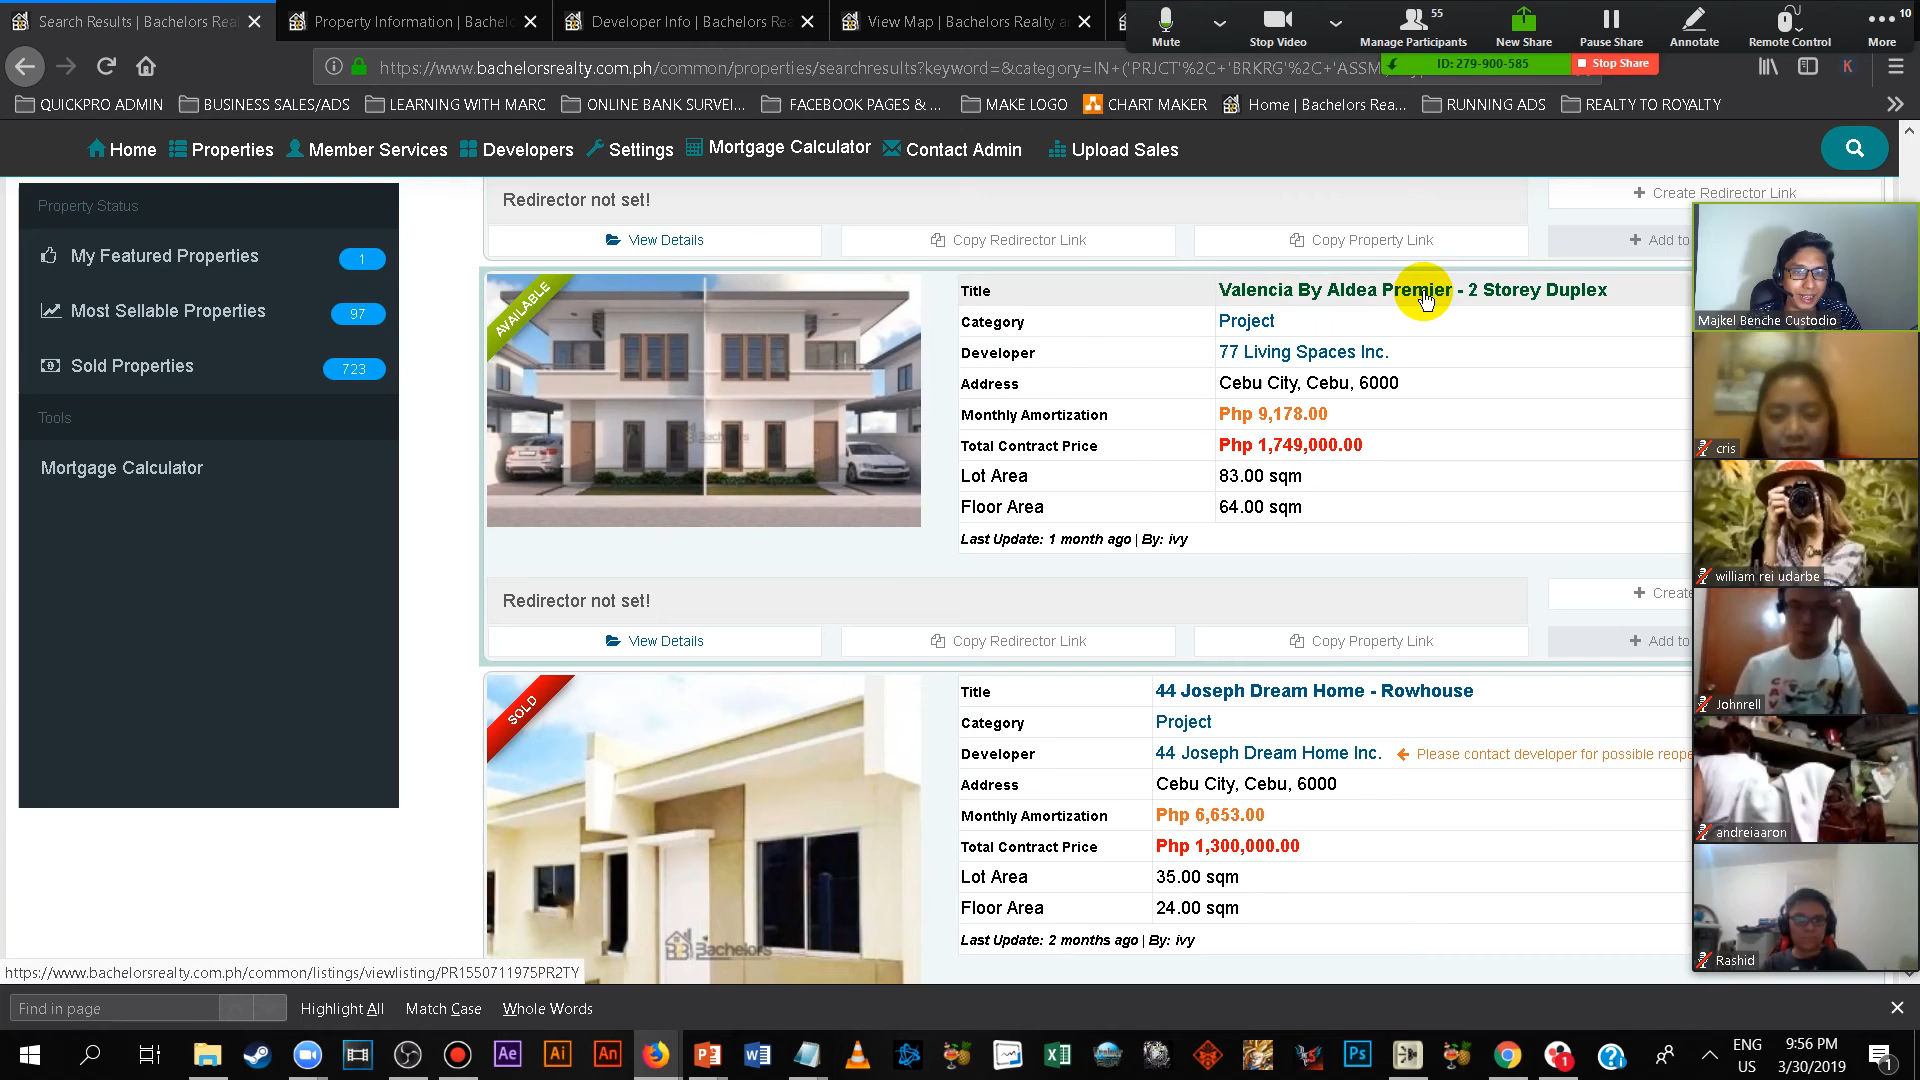 Search Results | Bachelors Rea
Property Information | Bachelo
Developer Info | Bachelors Rea
View Map | Bachelors Realty an
Mute
Stop Video
55
Manage Participants
New Share
Pause Share
Annotate
Remote Control
10
More
https://www.bachelorsrealty.com.ph/common/properties/searchresults?keyword=&category=IN+('PRJCT'%2C+'BRKRG'%2C+'ASSM
ID: 279-900-585
Stop Share
K
QUICKPRO ADMIN
BUSINESS SALES/ADS
LEARNING WITH MARC
ONLINE BANK SURVEI...
FACEBOOK PAGES & ...
MAKE LOGO
CHART MAKER
Home | Bachelors Rea...
RUNNING ADS
REALTY TO ROYALTY
Home
Properties
Member Services
Developers
Settings
Mortgage Calculator
Contact Admin
Upload Sales
Property Status
My Featured Properties 1
Most Sellable Properties 97
Sold Properties 723
Tools
Mortgage Calculator
Redirector not set!
Create Redirector Link
View Details
Copy Redirector Link
Copy Property Link
Add to
AVAILABLE
Bachelors
Title Valencia By Aldea Premier - 2 Storey Duplex
Category Project
Developer 77 Living Spaces Inc.
Address Cebu City, Cebu, 6000
Monthly Amortization Php 9,178.00
Total Contract Price Php 1,749,000.00
Lot Area 83.00 sqm
Floor Area 64.00 sqm
Last Update: 1 month ago | By: ivy
Redirector not set!
Create
View Details
Copy Redirector Link
Copy Property Link
Add to
SOLD
Bachelors
Title 44 Joseph Dream Home - Rowhouse
Category Project
Developer 44 Joseph Dream Home Inc. Please contact developer for possible reope
Address Cebu City, Cebu, 6000
Monthly Amortization Php 6,653.00
Total Contract Price Php 1,300,000.00
Lot Area 35.00 sqm
Floor Area 24.00 sqm
Last Update: 2 months ago | By: ivy
Majkel Benche Custodio
cris
william rei udarbe
Johnrell
andreiaaron
Rashid
https://www.bachelorsrealty.com.ph/common/listings/viewlisting/PR1550711975PR2TY
Find in page
Highlight All
Match Case
Whole Words
Ae
Ai
An
Ps
1
ENG
US
9:56 PM
3/30/2019
1